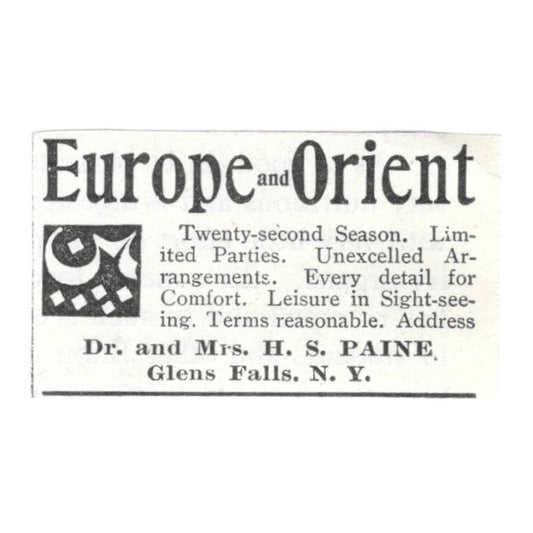 Europe and Orient
Twenty-second Season. Lim-
ited Parties. Unexcelled Ar-
rangements. Every detail for
Comfort. Leisure in Sight-see-
ing. Terms reasonable. Address
Dr. and Mrs. H. S. PAINE,
Glens Falls, N. Y.